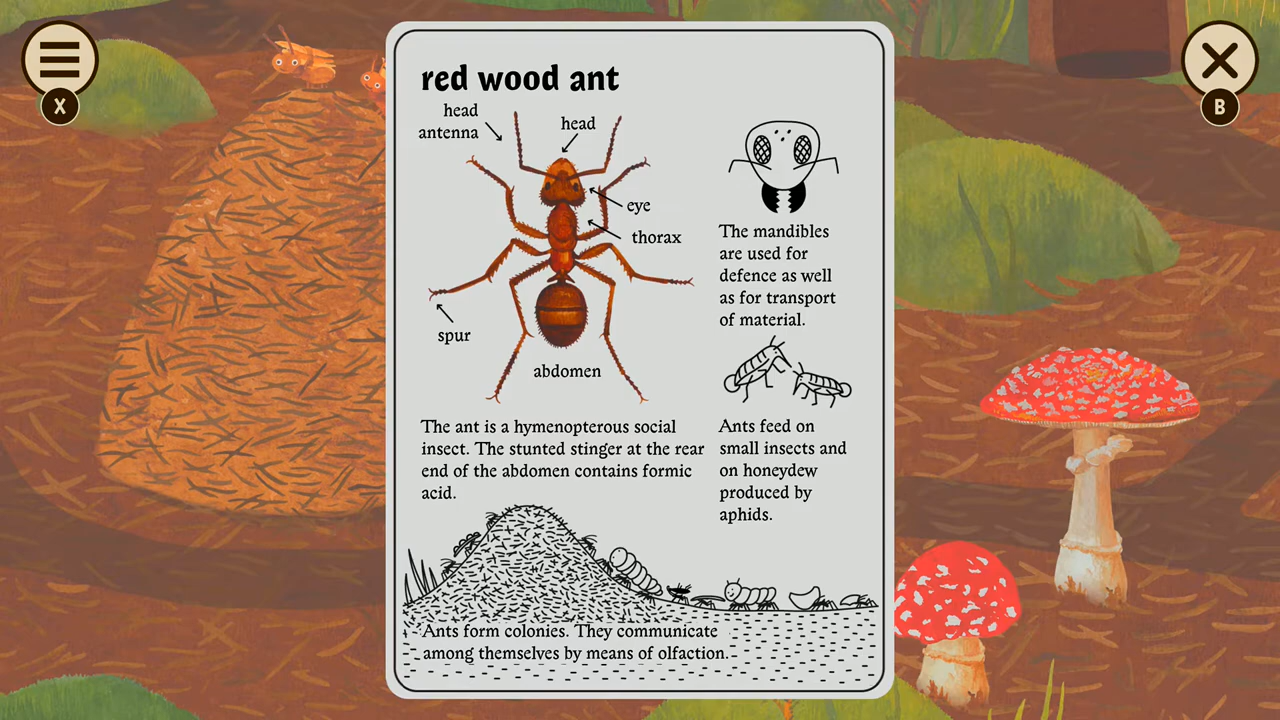 red wood ant
head
antenna
head
eye
thorax
spur
abdomen
The ant is a hymenopterous social
insect. The stunted stinger at the rear
end of the abdomen contains formic
acid.
The mandibles
are used for
defence as well
as for transport
of material.
Ants feed on
small insects and
on honeydew
produced by
aphids.
Ants form colonies. They communicate
among themselves by means of olfaction.
X
B